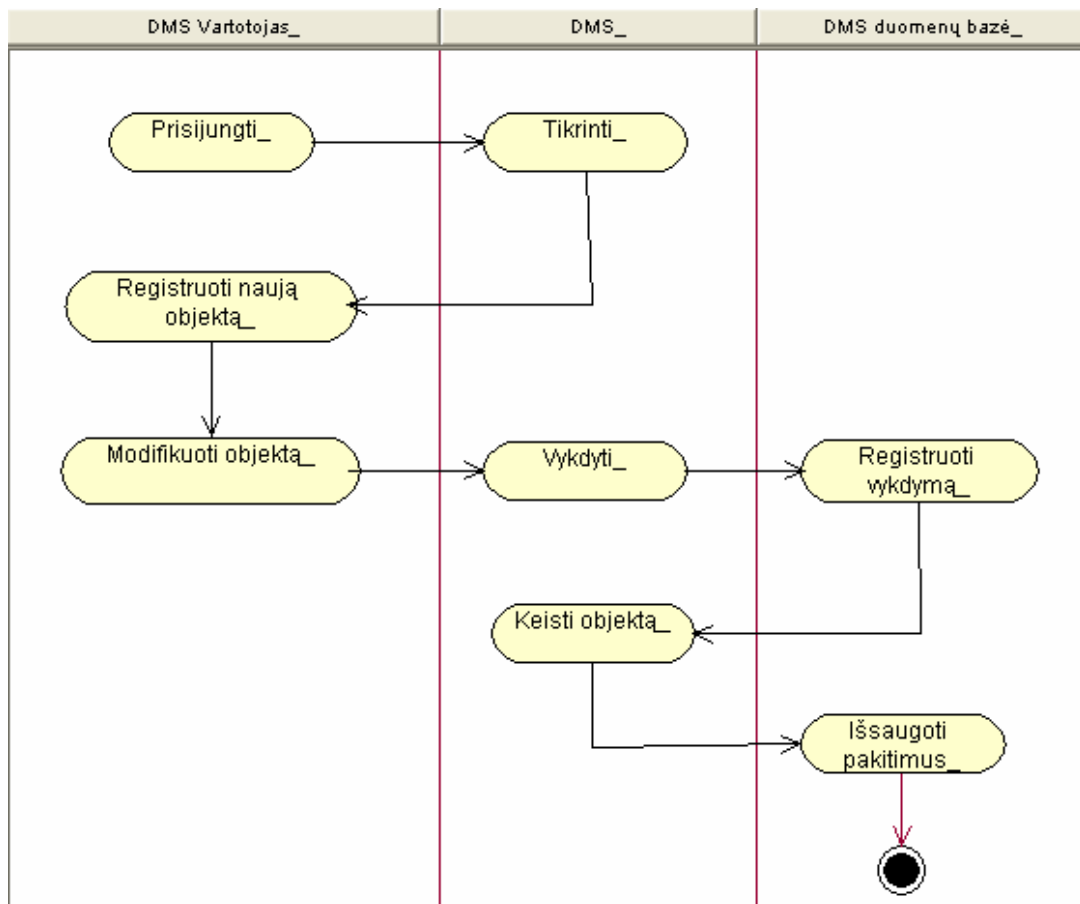 DMS Vartotojas_
DMS_
DMS duomenų bazė_
Prisijungti_
Tikrinti_
Registruoti naują
objektą_
Modifikuoti objektą_
Vykdyti_
Registruoti
vykdymą_
Keisti objektą_
Išsaugoti
pakitimus_